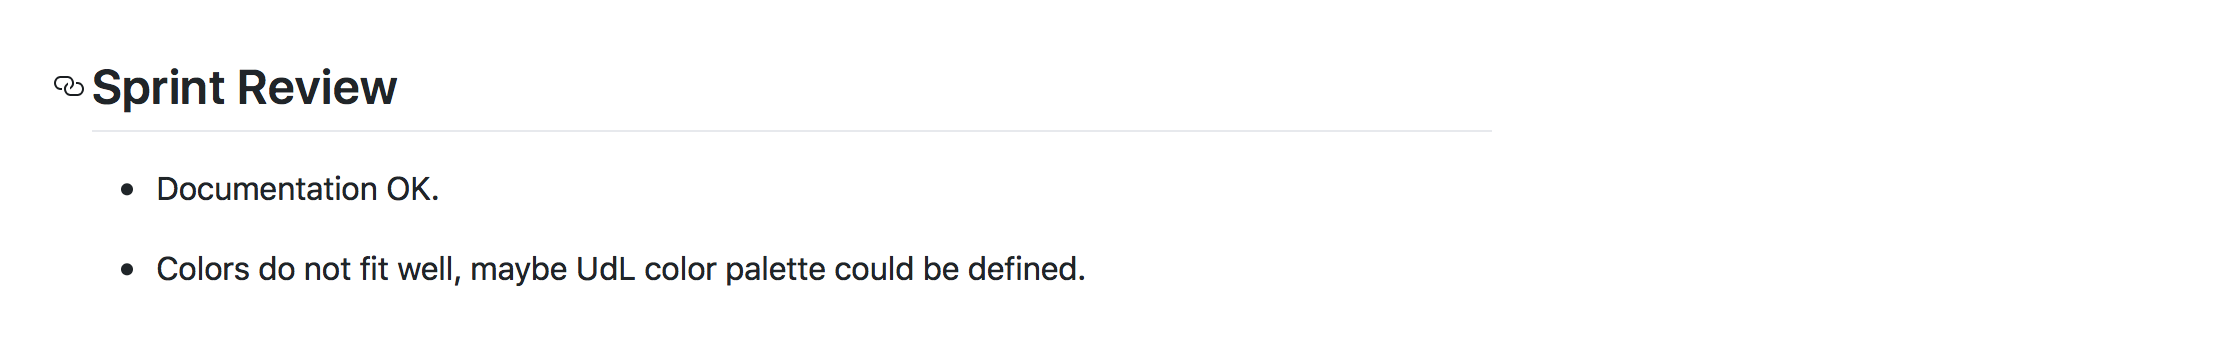 Sprint Review
• Documentation OK.
• Colors do not fit well, maybe UdL color palette could be defined.